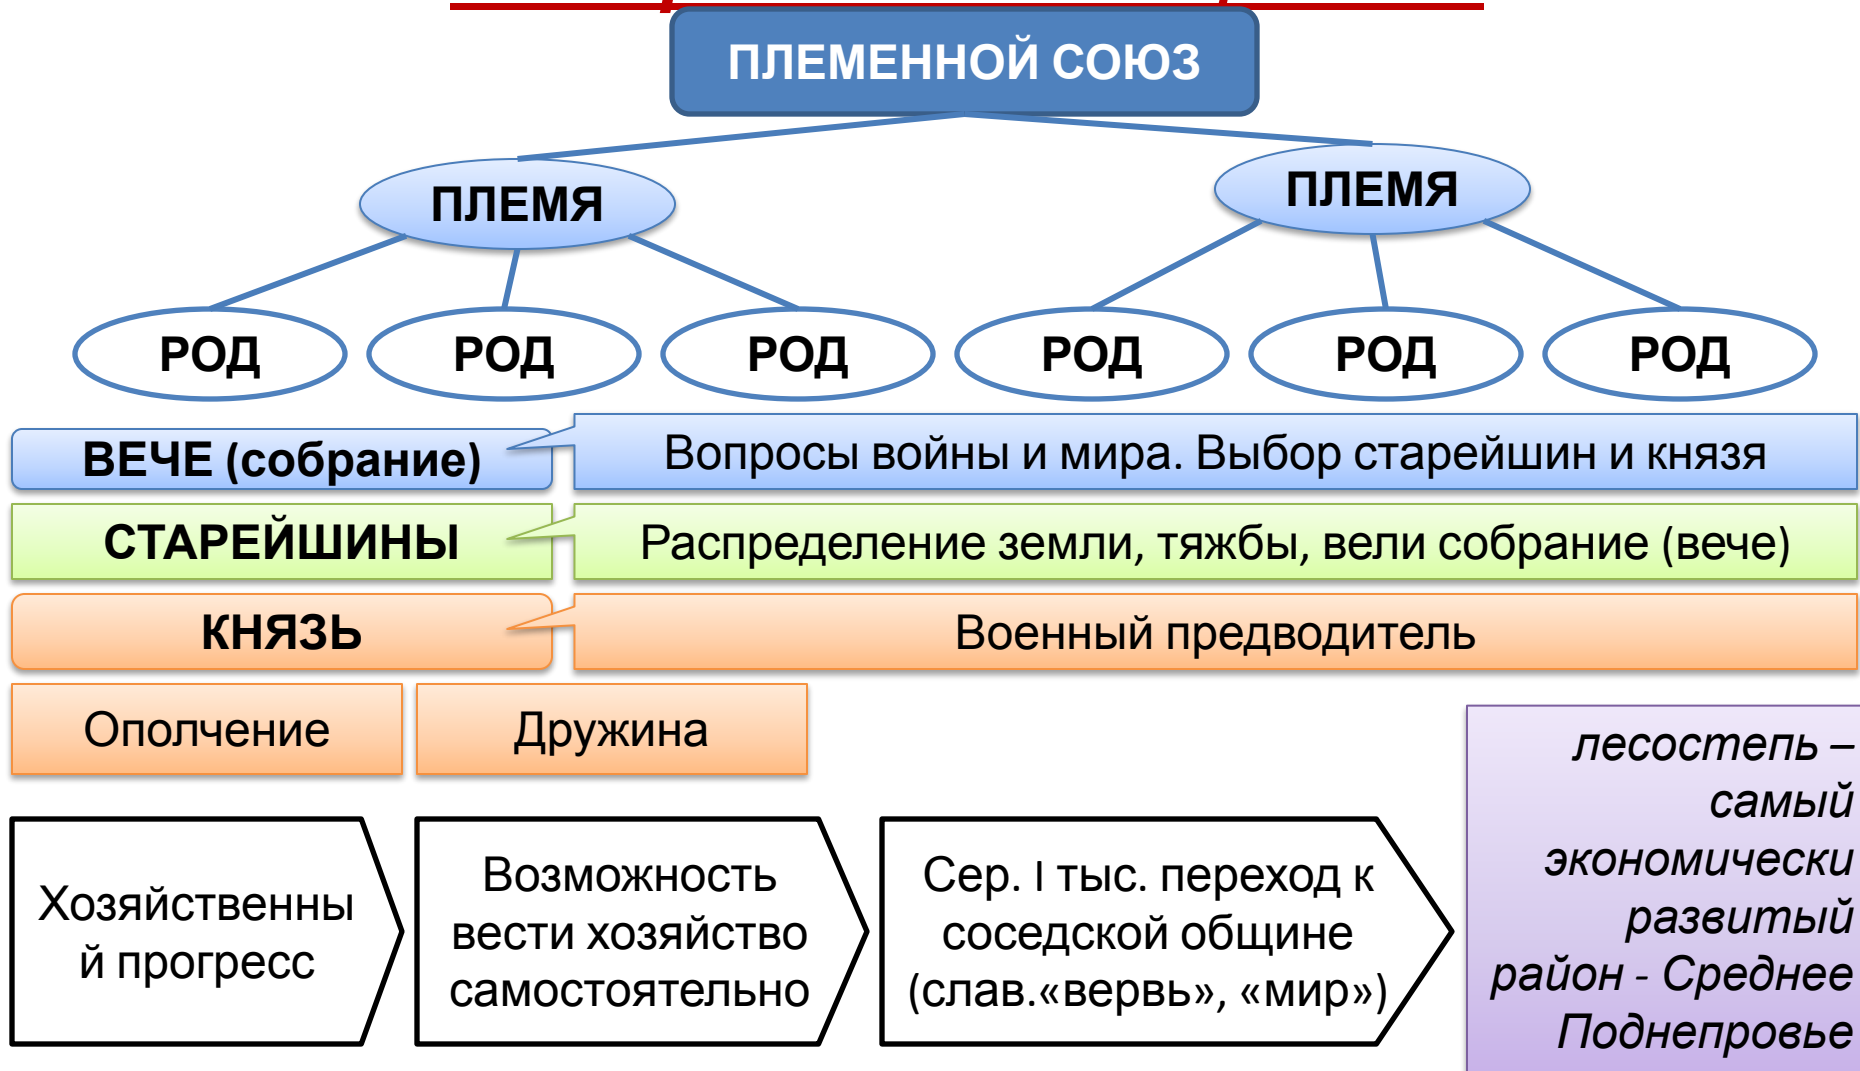 ПЛЕМЕННОЙ СОЮЗ
ПЛЕМЯ
ПЛЕМЯ
РОД
РОД
РОД
РОД
РОД
РОД
ВЕЧЕ (собрание)
Вопросы войны и мира. Выбор старейшин и князя
СТАРЕЙШИНЫ
Распределение земли, тяжбы, вели собрание (вече)
КНЯЗЬ
Военный предводитель
Ополчение
Дружина
Хозяйственны
й прогресс
Возможность
вести хозяйство
самостоятельно
Сер. I тыс. переход к
соседской общине
(слав.«вервь», «мир»)
лесостепь –
самый
экономически
развитый
район - Среднее
Поднепровье